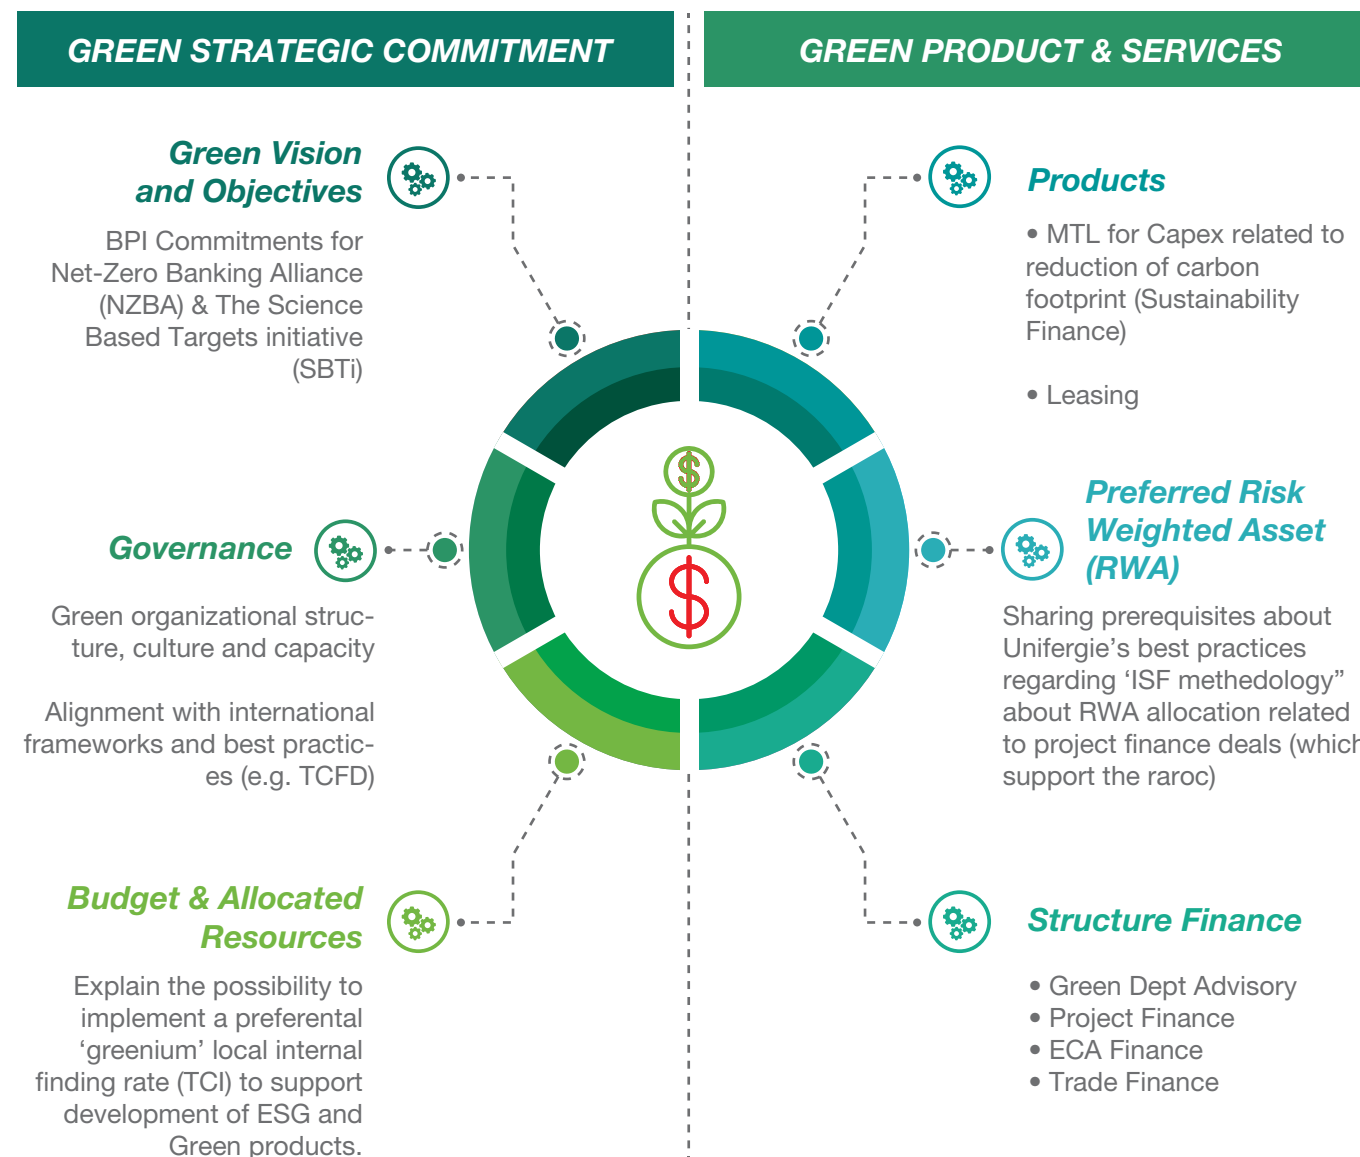 GREEN STRATEGIC COMMITMENT
Green Vision
and Objectives
BPI Commitments for
Net-Zero Banking Alliance
(NZBA) & The Science
Based Targets initiative
(SBTi)
Governance
Green organizational struc-
ture, culture and capacity
Alignment with international
frameworks and best practic-
es (e.g. TCFD)
Budget & Allocated
Resources
Explain the possibility to
implement a preferental
‘greenium’ local internal
finding rate (TCI) to support
development of ESG and
Green products.
GREEN PRODUCT & SERVICES
Products
• MTL for Capex related to
reduction of carbon
footprint (Sustainability
Finance)
• Leasing
Preferred Risk
Weighted Asset
(RWA)
Sharing prerequisites about
Unifergie’s best practices
regarding ‘ISF methedology”
about RWA allocation related
to project finance deals (which
support the raroc)
Structure Finance
• Green Dept Advisory
• Project Finance
• ECA Finance
• Trade Finance
$
$